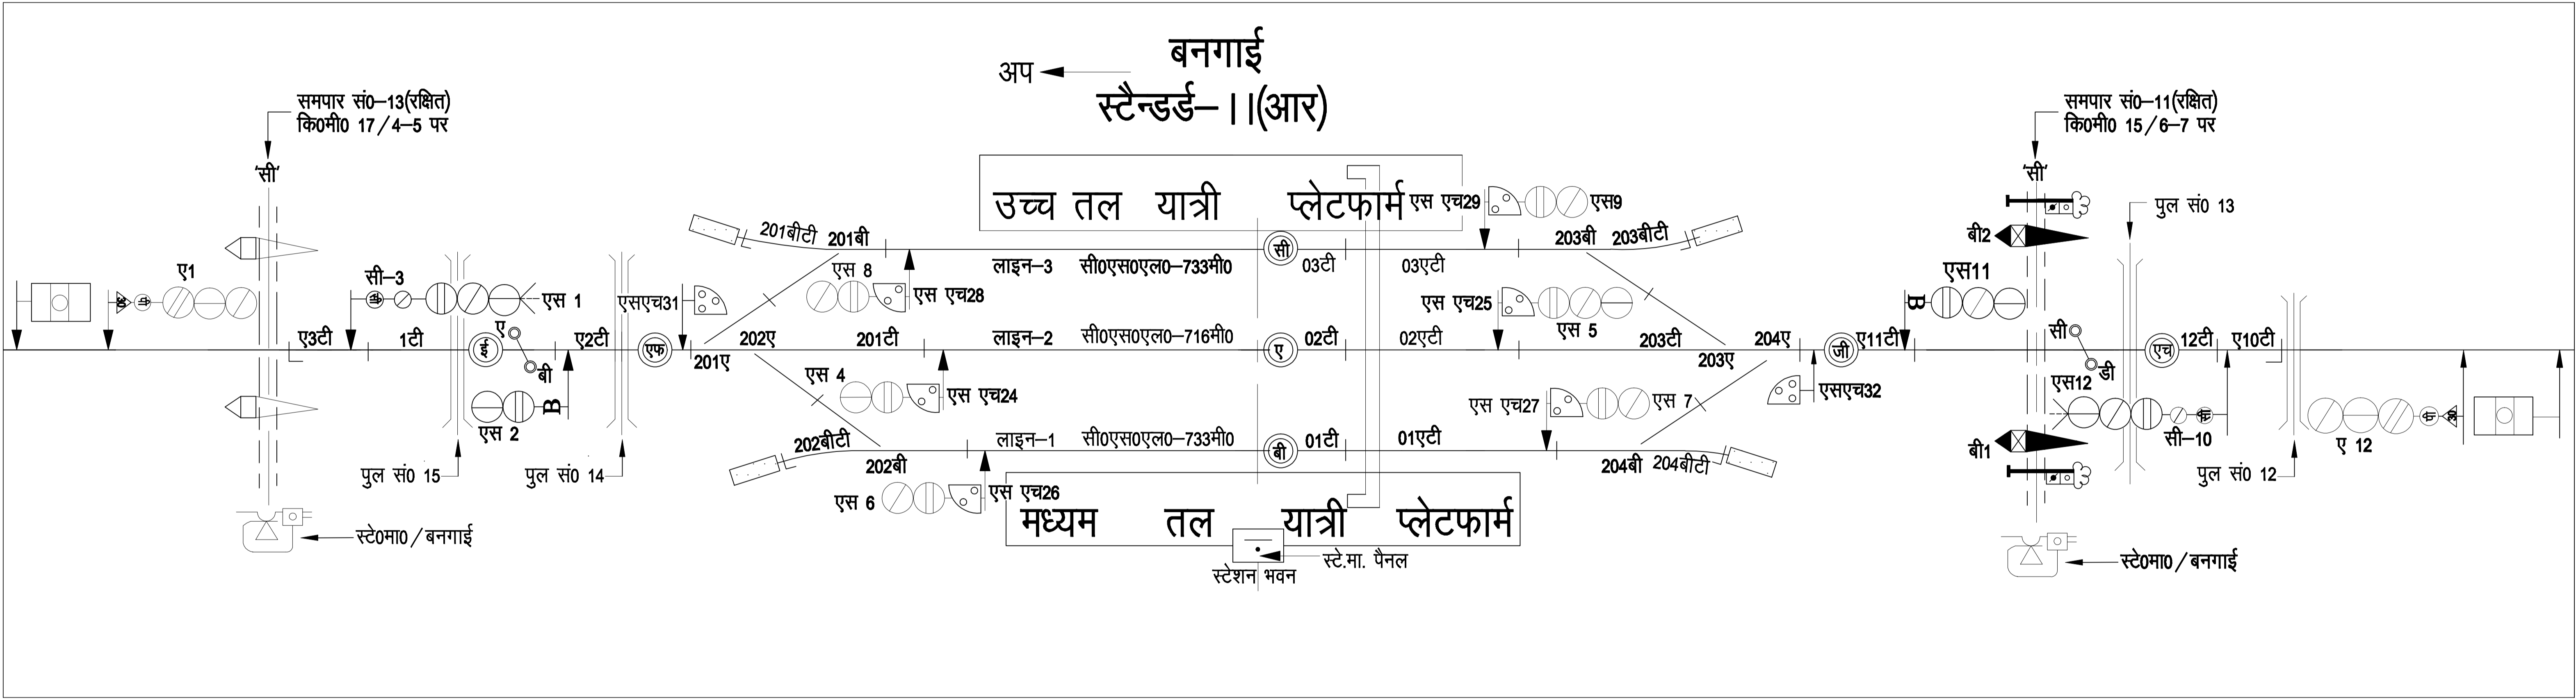 बनगाई
अप
स्टैन्डर्ड–II(आर)
समपार सं0–13(रक्षित)
कि0मी0 17/4–5 पर
'सी'
समपार सं0–11(रक्षित)
कि0मी0 15/6–7 पर
'सी'
उच्च तल यात्री प्लेटफार्म
एस एच29
एस9
पुल सं0 13
बी2
201बीटी
201बी
सी
203बी
203बीटी
लाइन–3
सी0एस0एल0–733मी0
03टी
03एटी
ए1
30
पी
सी–3
सी
एस 1
एसएच31
एस 8
एस एच28
एस एच25
एस 5
एस11
B
ए3टी
1टी
ई
ए
बी
ए2टी
एफ
201ए
202ए
201टी
लाइन–2
सी0एस0एल0–716मी0
ए
02टी
02एटी
203टी
203ए
204ए
जी
ए11टी
सी
डी
एच
12टी
ए10टी
एस 2
B
एस 4
एस एच24
एस एच27
एस 7
एसएच32
एस12
सी–10
सी
पी
30
ए 12
बी1
202बीटी
202बी
लाइन–1
सी0एस0एल0–733मी0
बी
01टी
01एटी
204बी
204बीटी
पुल सं0 15
पुल सं0 14
पुल सं0 12
एस 6
एस एच26
मध्यम तल यात्री प्लेटफार्म
स्टे0मा0/बनगाई
स्टे.मा. पैनल
स्टेशन भवन
स्टे0मा0/बनगाई